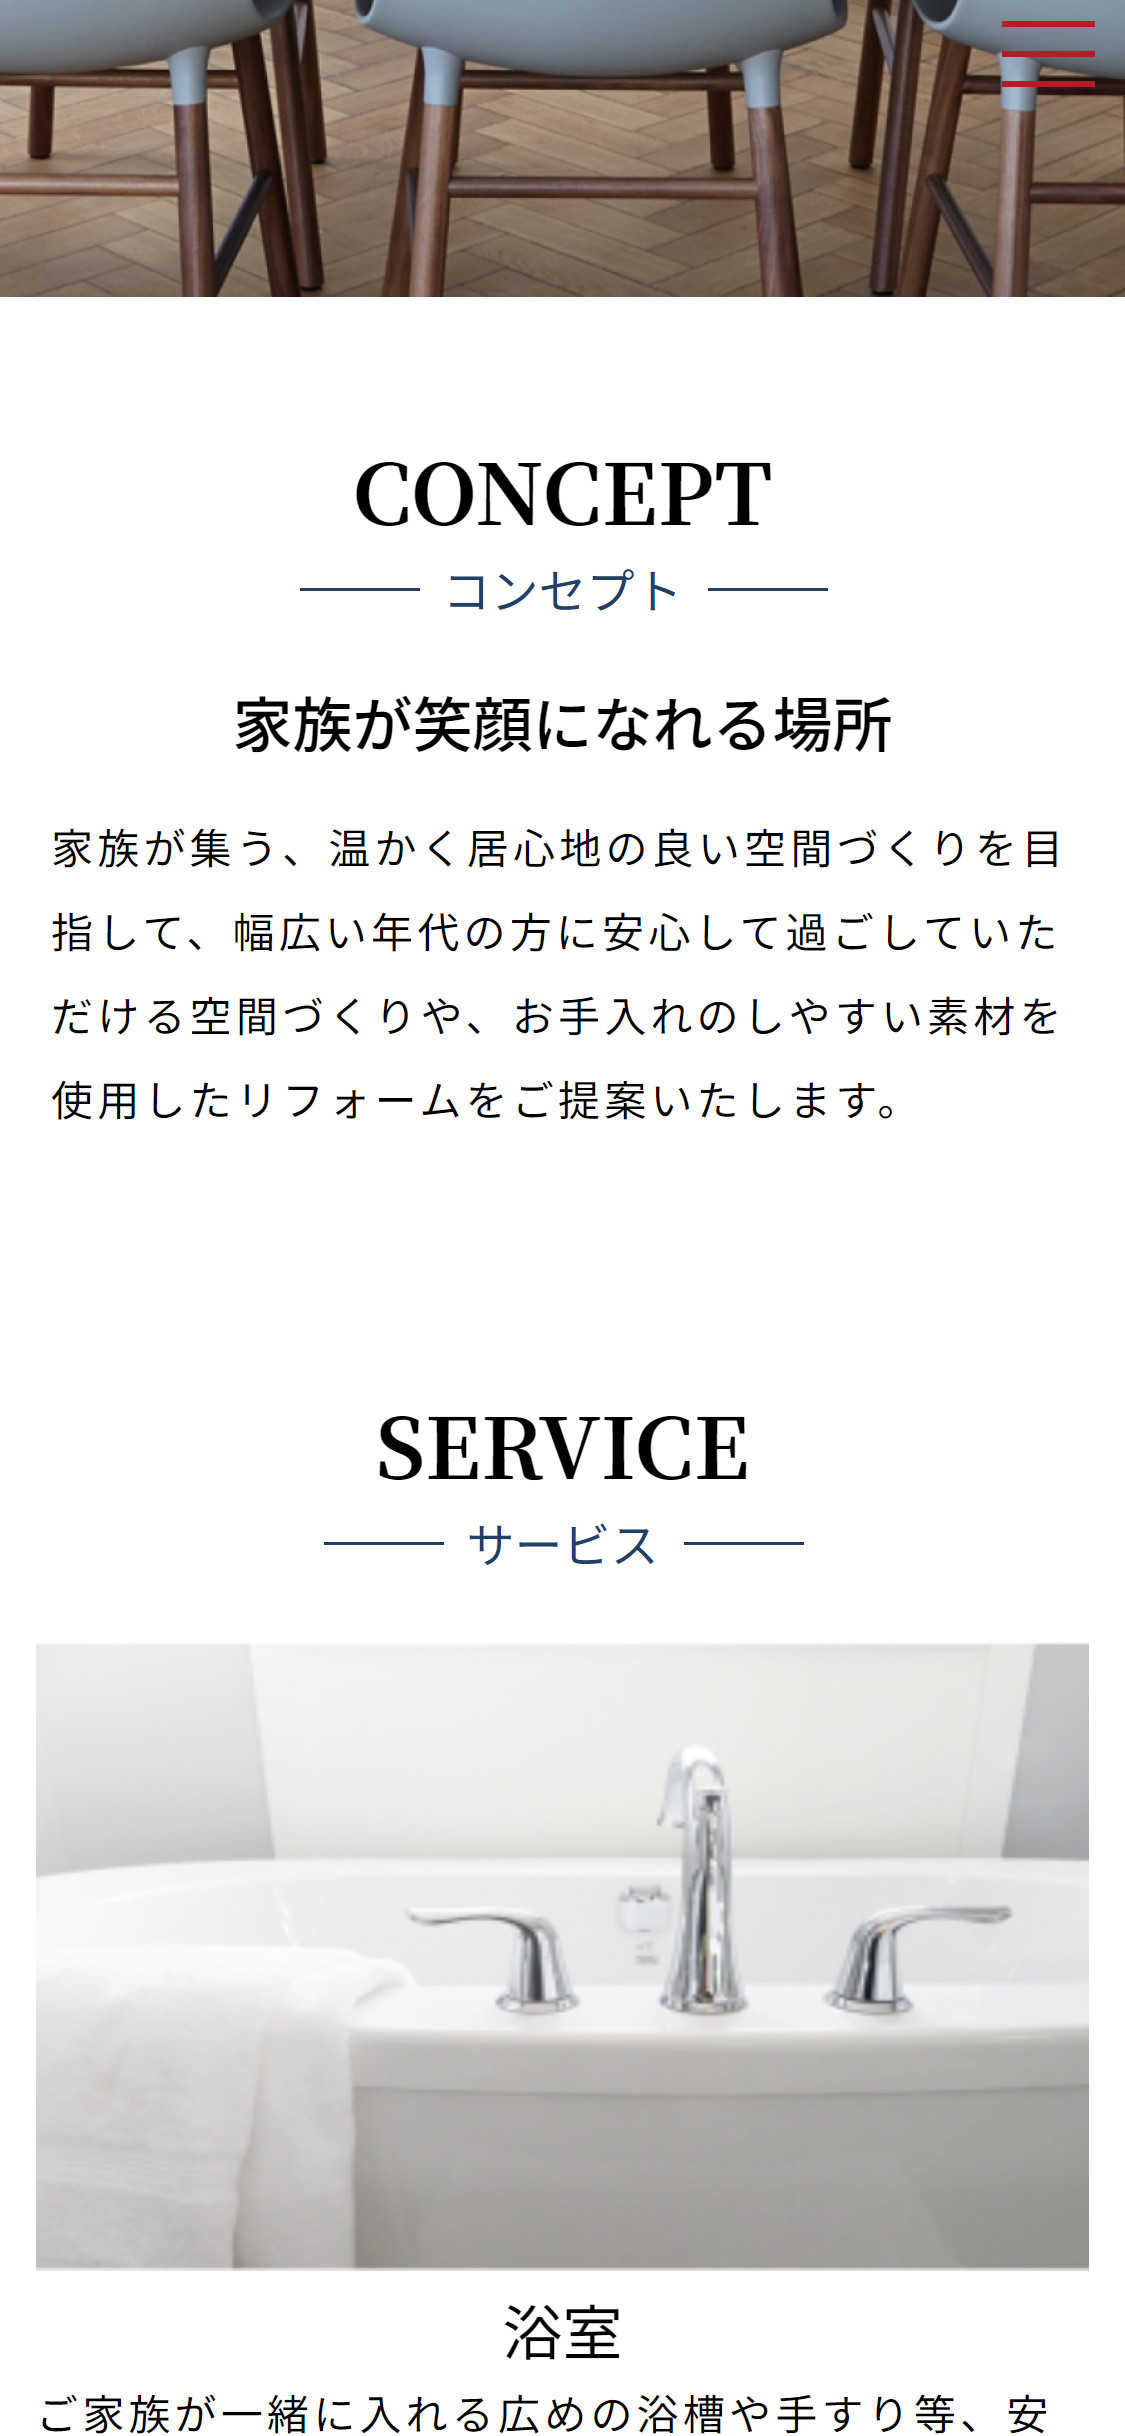 CONCEPT
コンセプト
家族が笑顔になれる場所
家族が集う、温かく居心地の良い空間づくりを目
指して、幅広い年代の方に安心して過ごしていた
だける空間づくりや、お手入れのしやすい素材を
使用したリフォームをご提案いたします。
SERVICE
サービス
浴室
ご家族が一緒に入れる広めの浴槽や手すり等、安